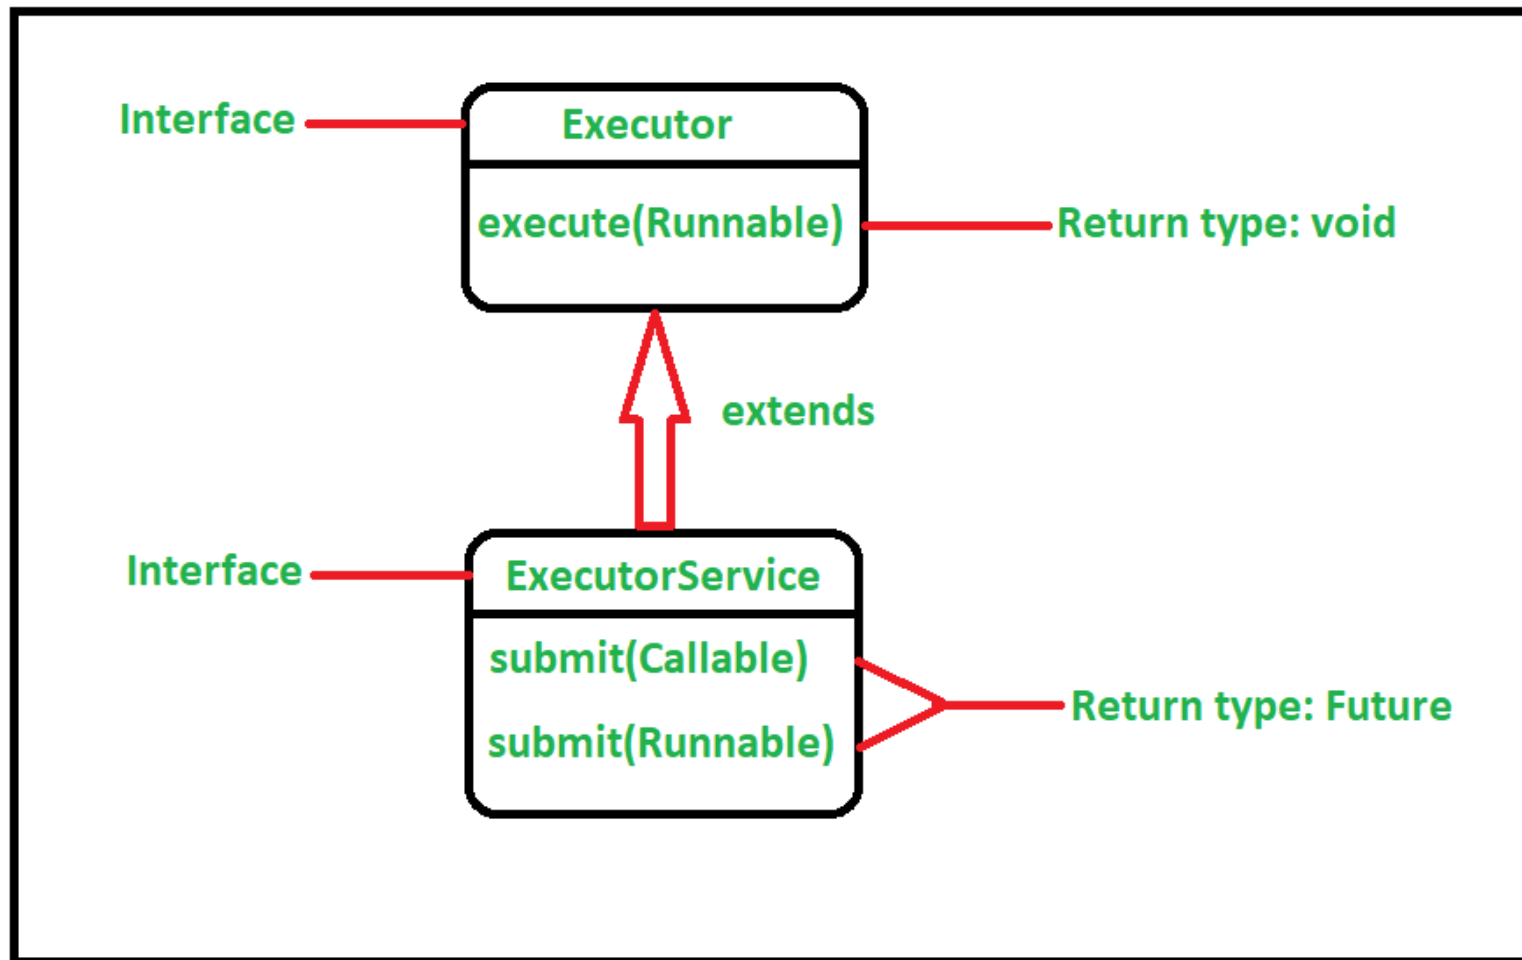 Interface
Executor
execute(Runnable)
Return type: void
extends
Interface
ExecutorService
submit(Callable)
submit(Runnable)
Return type: Future